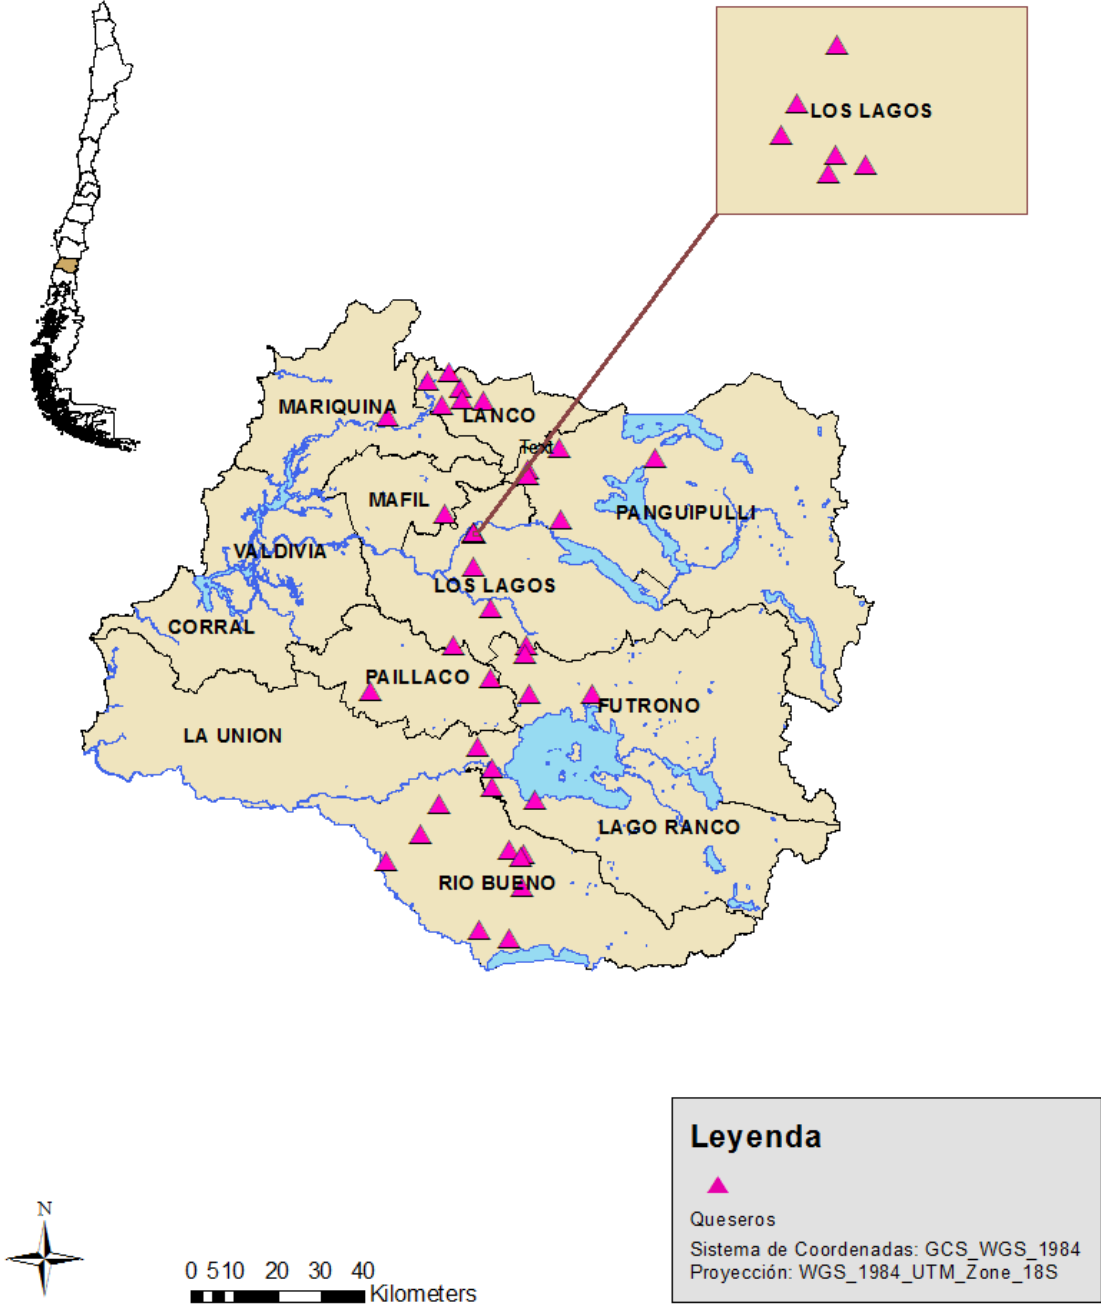 LOS LAGOS
MARIQUINA
LANCO
Text
MAFIL
PANGUIPULLI
VALDIVIA
LOS LAGOS
CORRAL
PAILLACO
FUTRONO
LA UNION
LAGO RANCO
RIO BUENO
Leyenda
Queseros
Sistema de Coordenadas: GCS_WGS_1984
Proyección: WGS_1984_UTM_Zone_18S
N
0 5 10 20 30 40
Kilometers